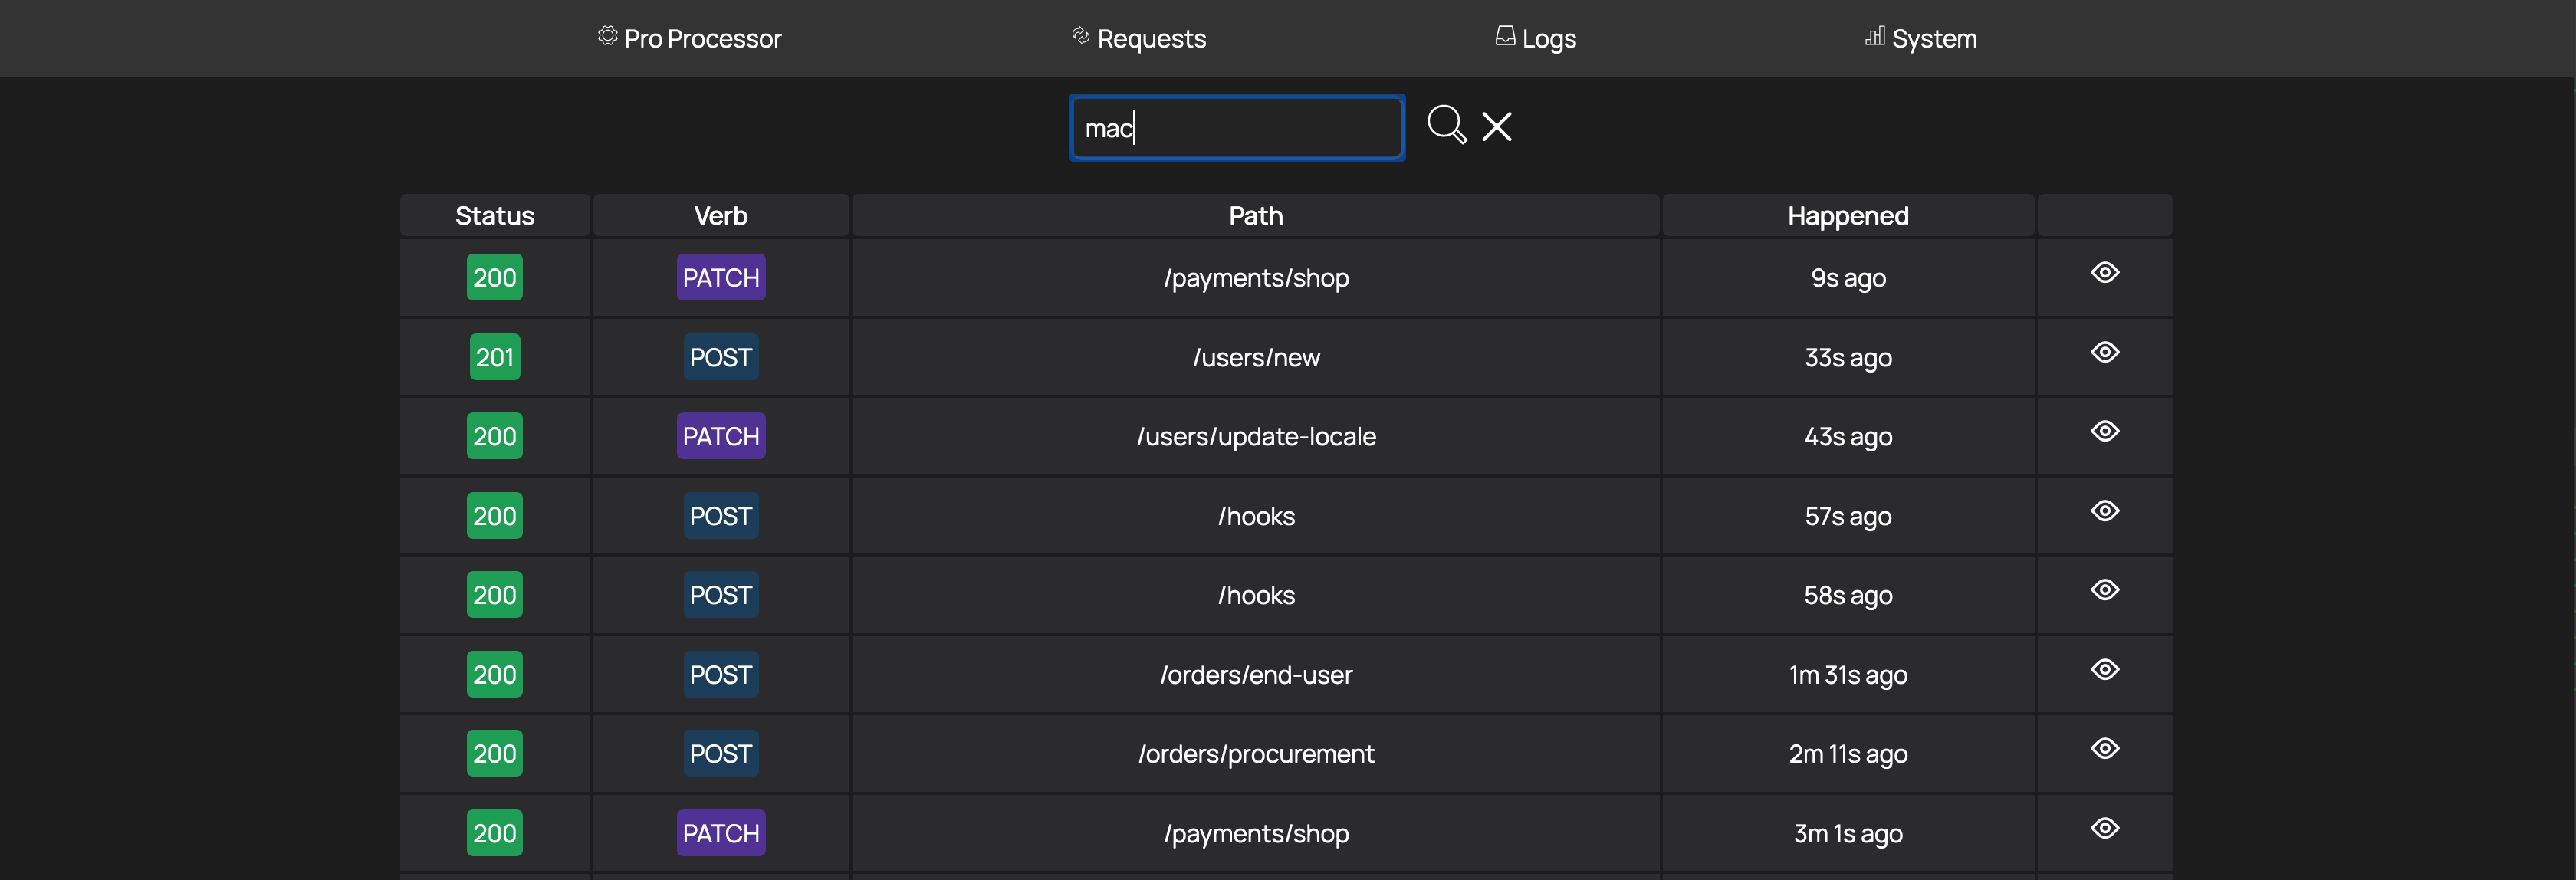 Pro Processor Requests Logs System
mac
Status Verb Path Happened
200 PATCH /payments/shop 9s ago
201 POST /users/new 33s ago
200 PATCH /users/update-locale 43s ago
200 POST /hooks 57s ago
200 POST /hooks 58s ago
200 POST /orders/end-user 1m 31s ago
200 POST /orders/procurement 2m 11s ago
200 PATCH /payments/shop 3m 1s ago